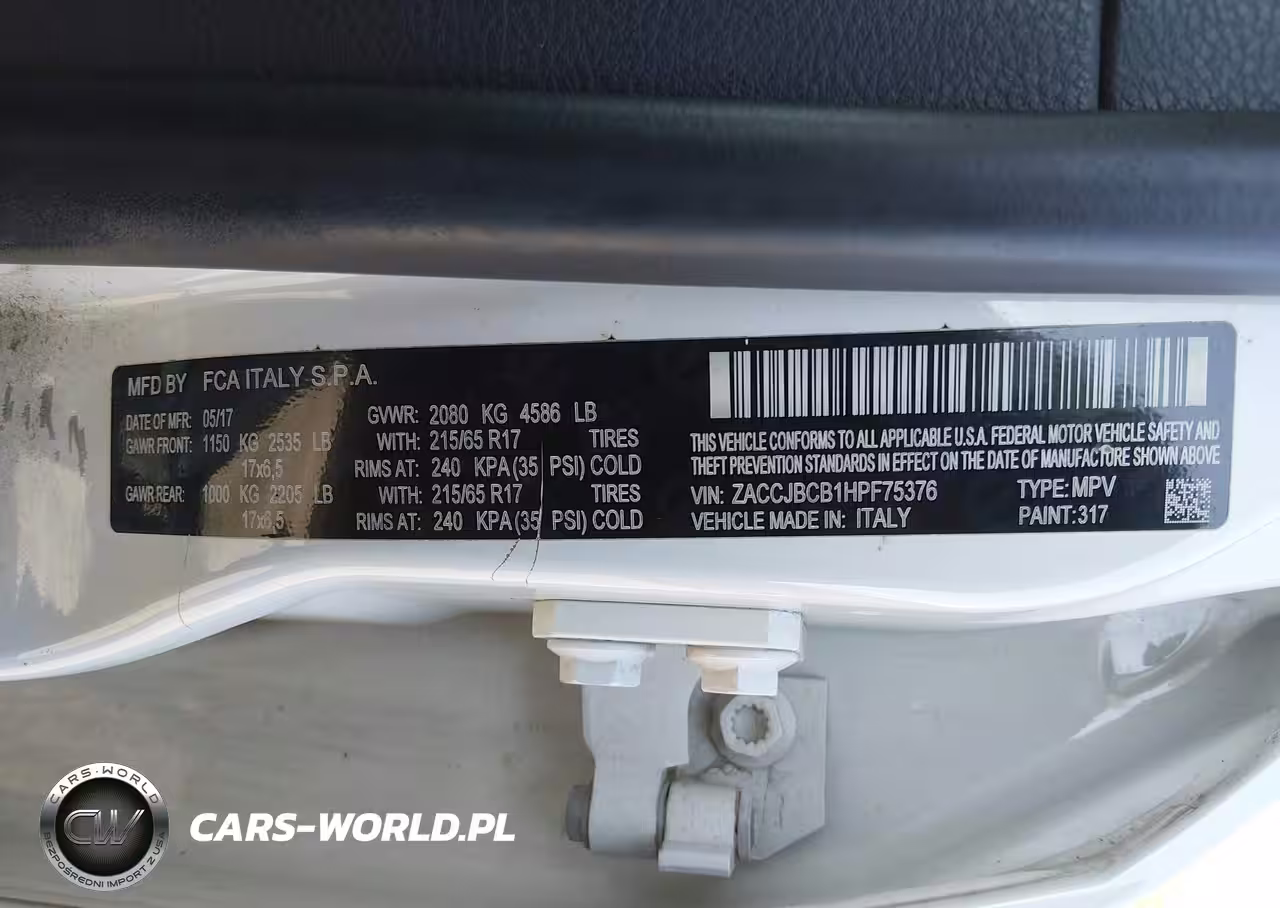 MFD BY FCA ITALY S.P.A.
DATE OF MFR: 05/17 GVWR: 2080 KG 4586 LB
GAWR FRONT: 1150 KG 2535 LB WITH: 215/65 R17 TIRES
17x6,5 RIMS AT: 240 KPA(35 PSI) COLD
GAWR REAR: 1000 KG 2205 LB WITH: 215/65 R17 TIRES
17x6,5 RIMS AT: 240 KPA(35 PSI) COLD
THIS VEHICLE CONFORMS TO ALL APPLICABLE U.S.A. FEDERAL MOTOR VEHICLE SAFETY AND
THEFT PREVENTION STANDARDS IN EFFECT ON THE DATE OF MANUFACTURE SHOWN ABOVE
VIN: ZACCJBCB1HPF75376 TYPE: MPV
VEHICLE MADE IN: ITALY PAINT:317
CARS-WORLD
CW
BEZPOŚREDNI IMPORT Z USA
CARS-WORLD.PL